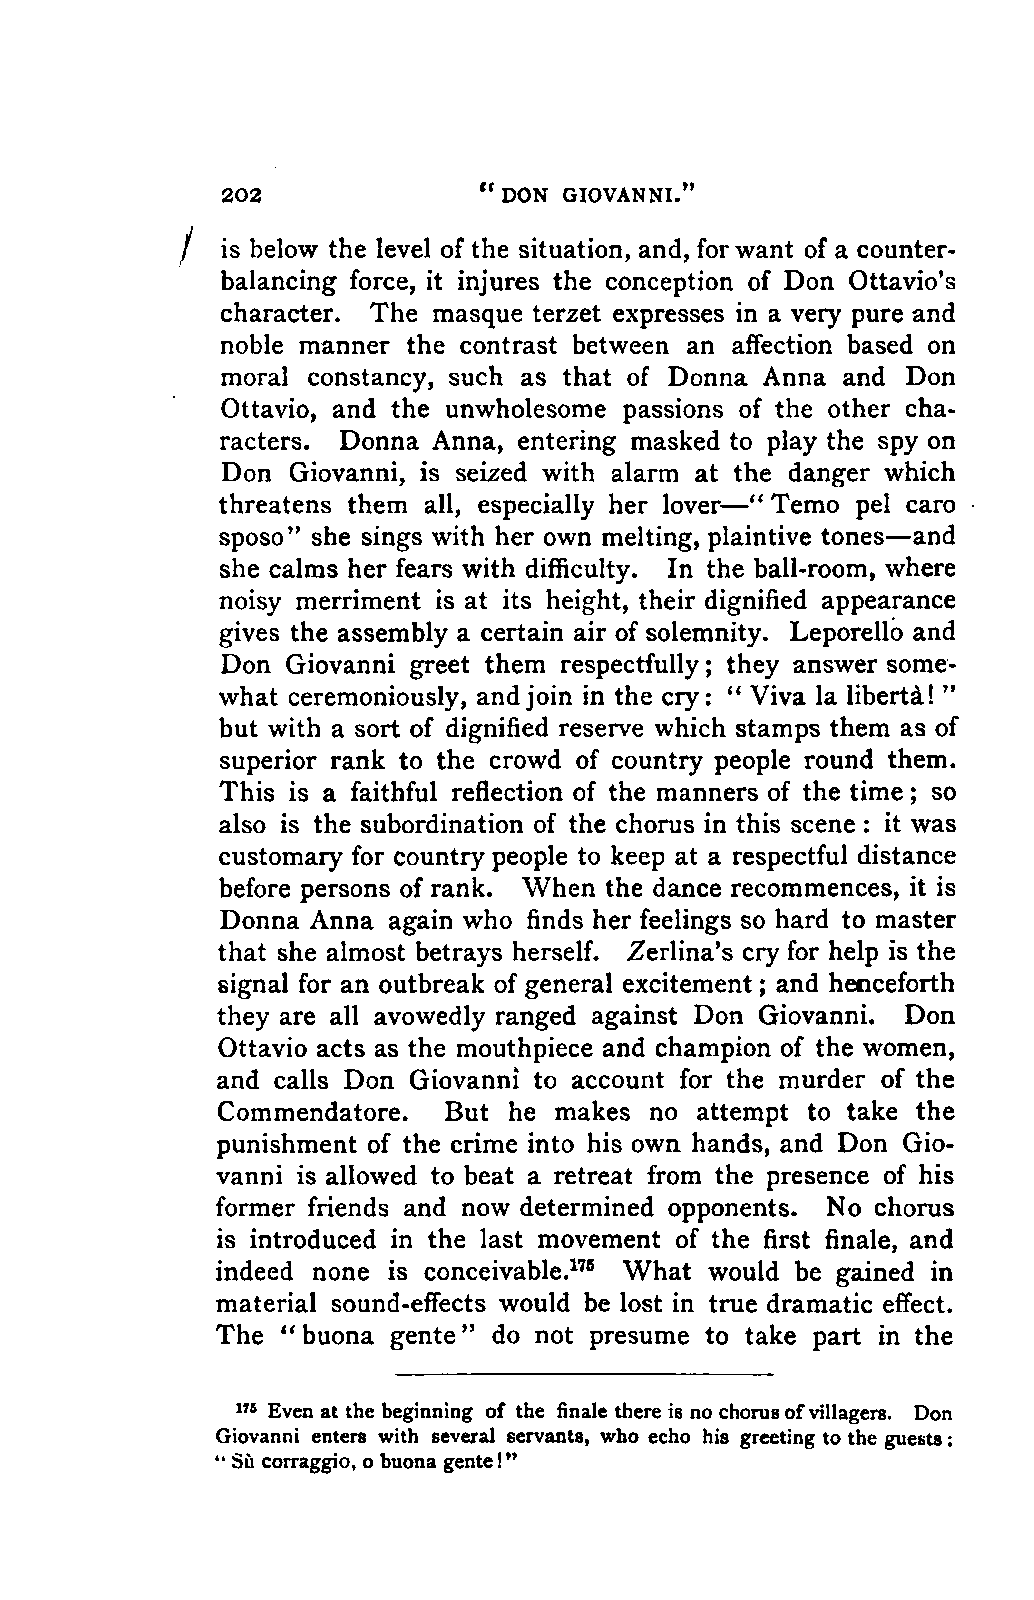 202 " DON GIOVANNI."
is below the level of the situation, and, for want of a counter-
balancing force, it injures the conception of Don Ottavio's
character. The masque terzet expresses in a very pure and
noble manner the contrast between an affection based on
moral constancy, such as that of Donna Anna and Don
Ottavio, and the unwholesome passions of the other cha-
racters. Donna Anna, entering masked to play the spy on
Don Giovanni, is seized with alarm at the danger which
threatens them all, especially her lover—" Temo pel caro
sposo" she sings with her own melting, plaintive tones—and
she calms her fears with difficulty. In the ball-room, where
noisy merriment is at its height, their dignified appearance
gives the assembly a certain air of solemnity. Leporello and
Don Giovanni greet them respectfully; they answer some-
what ceremoniously, and join in the cry: " Viva la libertà! "
but with a sort of dignified reserve which stamps them as of
superior rank to the crowd of country people round them.
This is a faithful reflection of the manners of the time; so
also is the subordination of the chorus in this scene: it was
customary for country people to keep at a respectful distance
before persons of rank. When the dance recommences, it is
Donna Anna again who finds her feelings so hard to master
that she almost betrays herself. Zerlina's cry for help is the
signal for an outbreak of general excitement; and henceforth
they are all avowedly ranged against Don Giovanni. Don
Ottavio acts as the mouthpiece and champion of the women,
and calls Don Giovanni to account for the murder of the
Commendatore. But he makes no attempt to take the
punishment of the crime into his own hands, and Don Gio-
vanni is allowed to beat a retreat from the presence of his
former friends and now determined opponents. No chorus
is introduced in the last movement of the first finale, and
indeed none is conceivable.¹⁷⁵ What would be gained in
material sound-effects would be lost in true dramatic effect.
The " buona gente" do not presume to take part in the
¹⁷⁵ Even at the beginning of the finale there is no chorus of villagers. Don
Giovanni enters with several servants, who echo his greeting to the guests:
" Sù corraggio, o buona gente!"